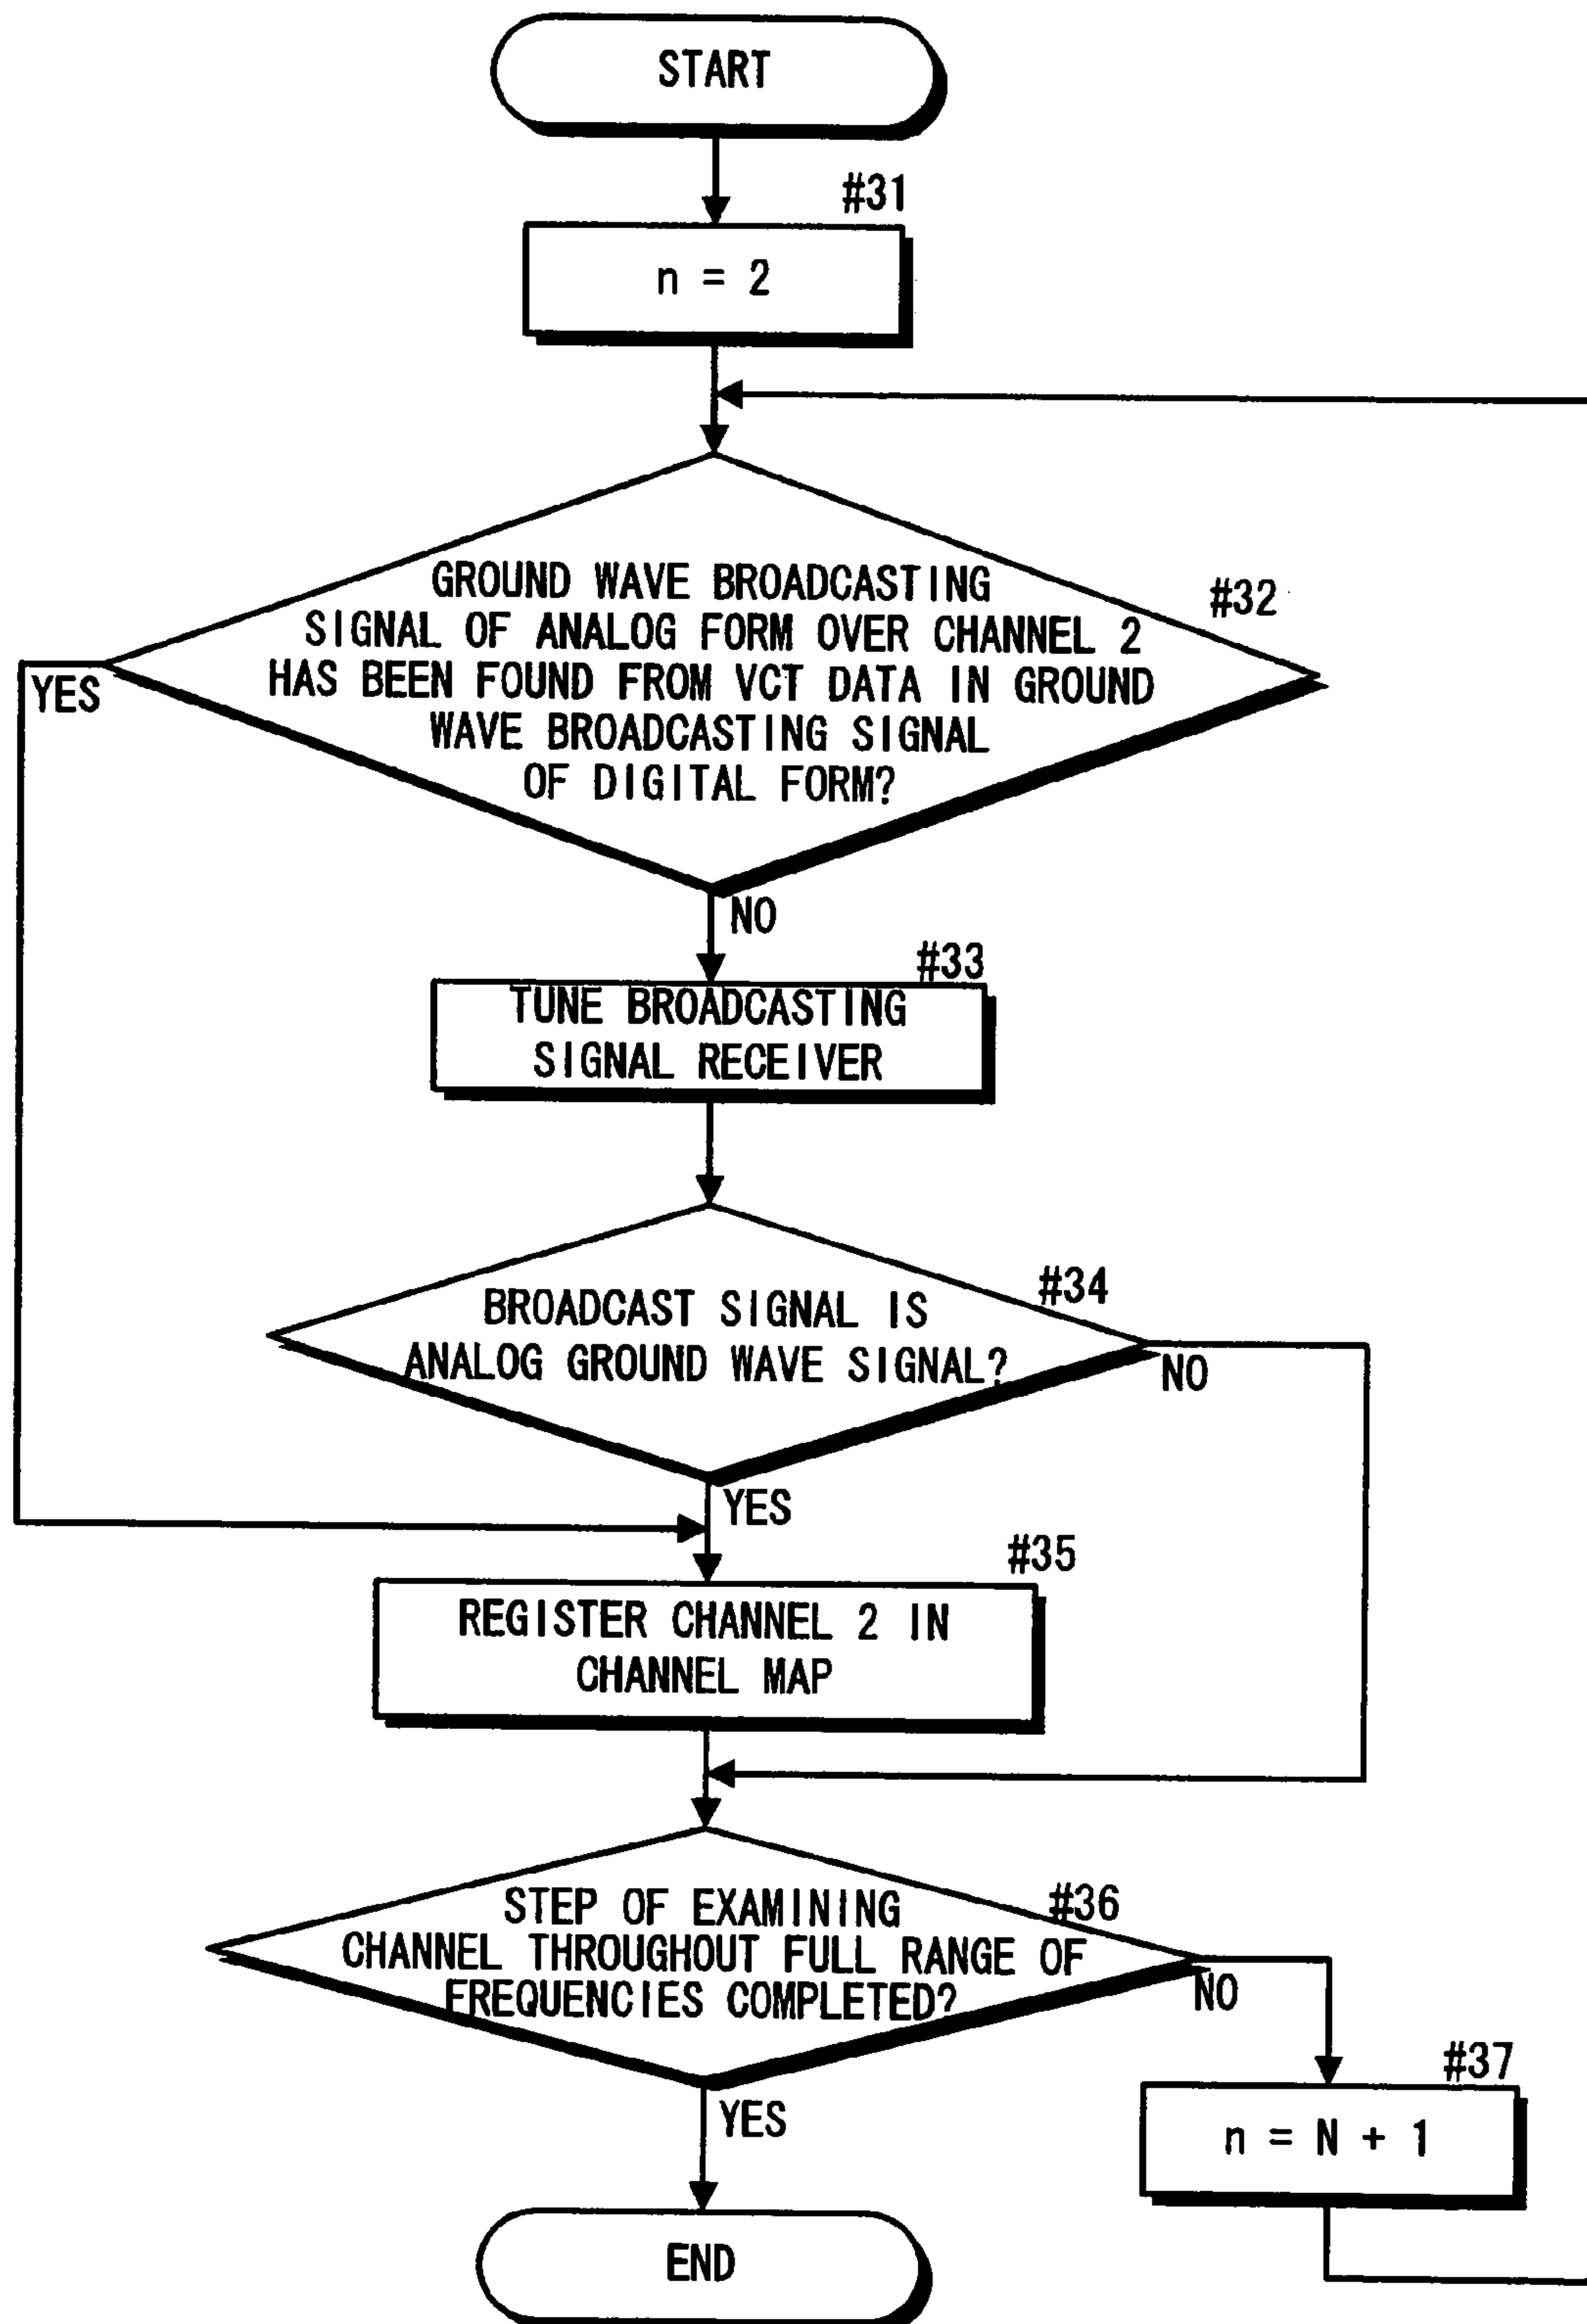 START
#31
n = 2
GROUND WAVE BROADCASTING
SIGNAL OF ANALOG FORM OVER CHANNEL 2
HAS BEEN FOUND FROM VCT DATA IN GROUND
WAVE BROADCASTING SIGNAL
OF DIGITAL FORM?
#32
YES
NO
#33
TUNE BROADCASTING
SIGNAL RECEIVER
#34
BROADCAST SIGNAL IS
ANALOG GROUND WAVE SIGNAL?
NO
YES
#35
REGISTER CHANNEL 2 IN
CHANNEL MAP
#36
STEP OF EXAMINING
CHANNEL THROUGHOUT FULL RANGE OF
FREQUENCIES COMPLETED?
NO
YES
#37
n = N + 1
END